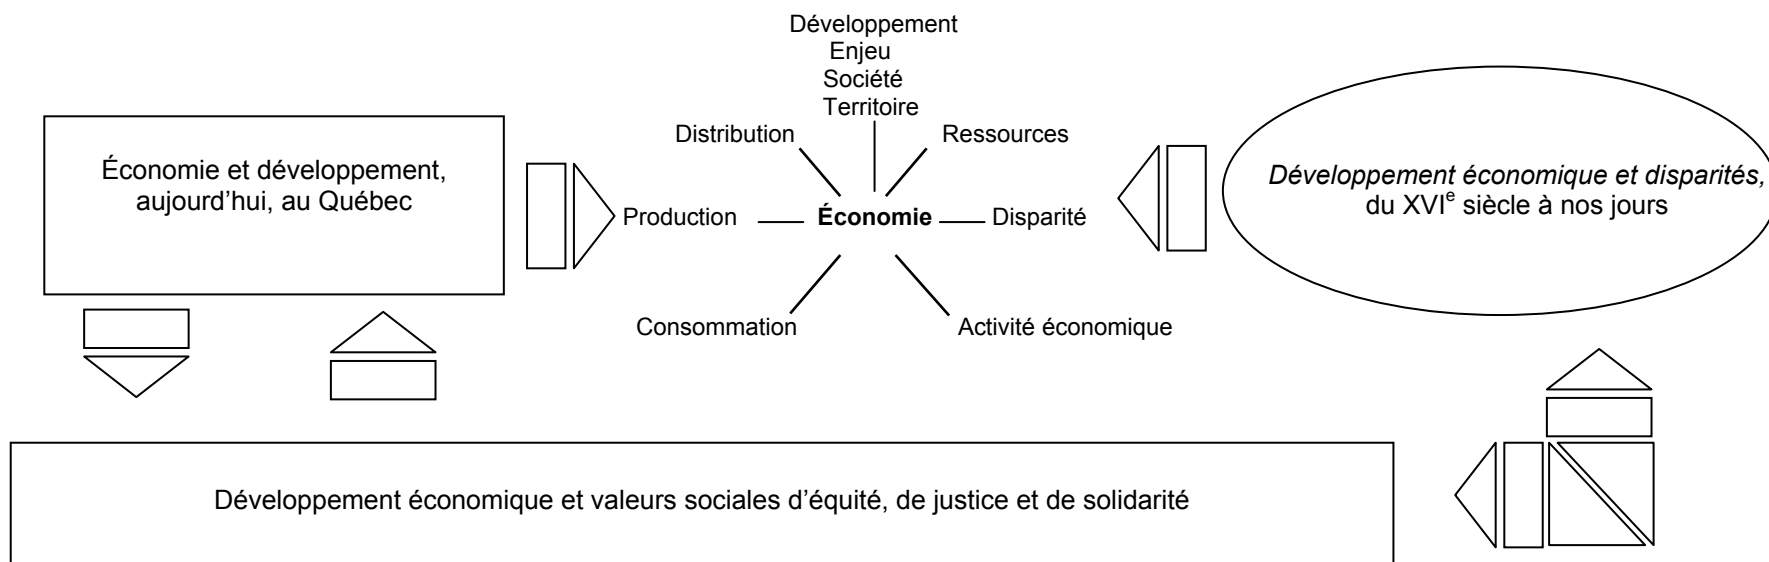 Développement
Enjeu
Société
Territoire
Distribution
Ressources
Économie et développement,
aujourd'hui, au Québec
Production
Économie
Disparité
Développement économique et disparités,
du XVIe siècle à nos jours
Consommation
Activité économique
Développement économique et valeurs sociales d'équité, de justice et de solidarité